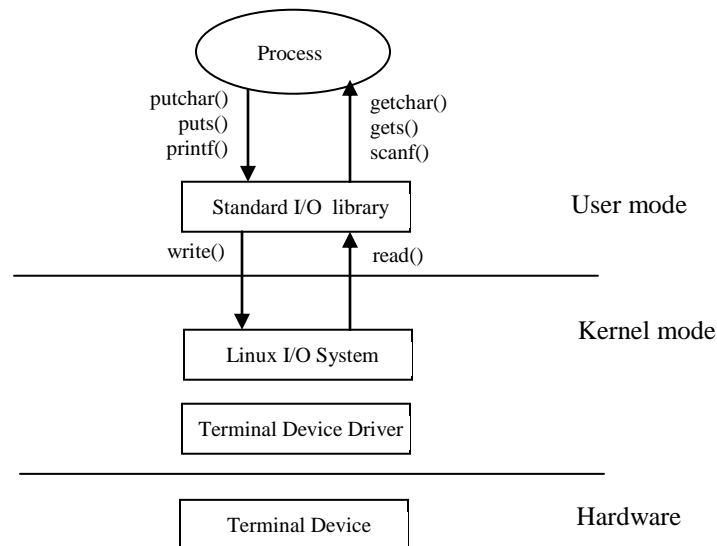 Process
putchar()
puts()
printf()
getchar()
gets()
scanf()
Standard I/O library
User mode
write()
read()
Kernel mode
Linux I/O System
Terminal Device Driver
Hardware
Terminal Device